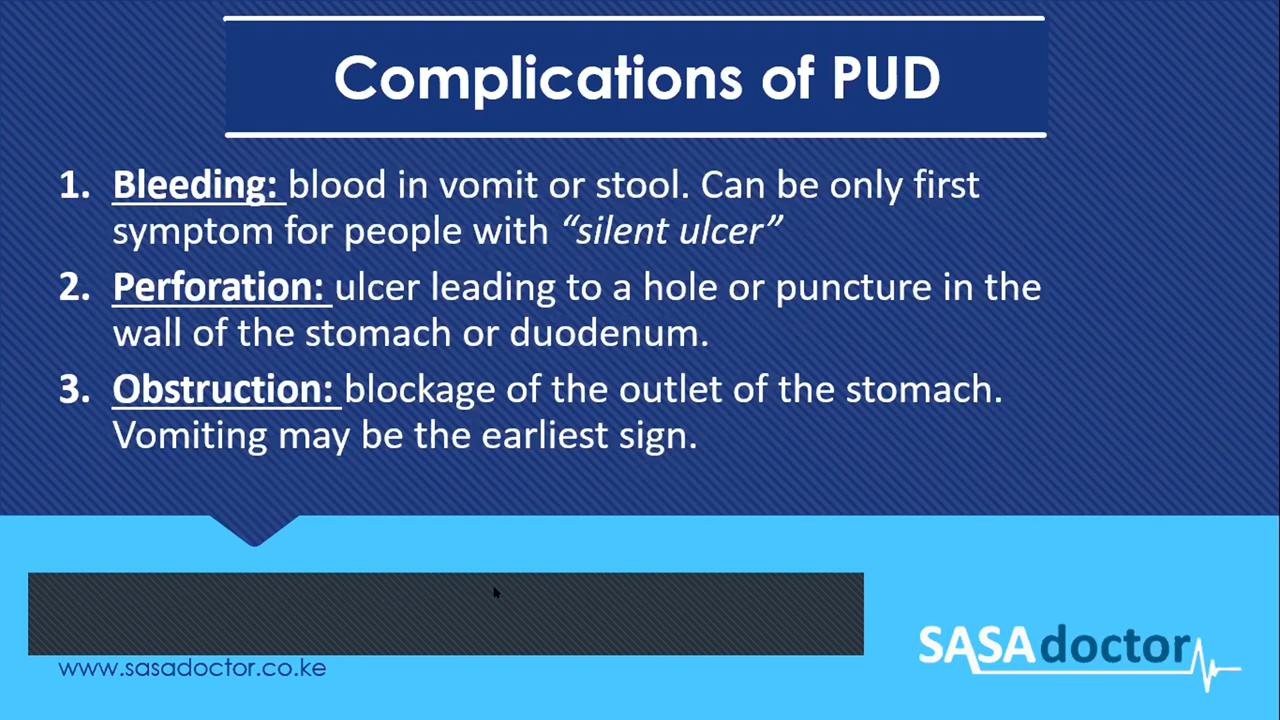 Complications of PUD
1. Bleeding: blood in vomit or stool. Can be only first
symptom for people with “silent ulcer”
2. Perforation: ulcer leading to a hole or puncture in the
wall of the stomach or duodenum.
3. Obstruction: blockage of the outlet of the stomach.
Vomiting may be the earliest sign.
www.sasadoctor.co.ke
SASAdoctor